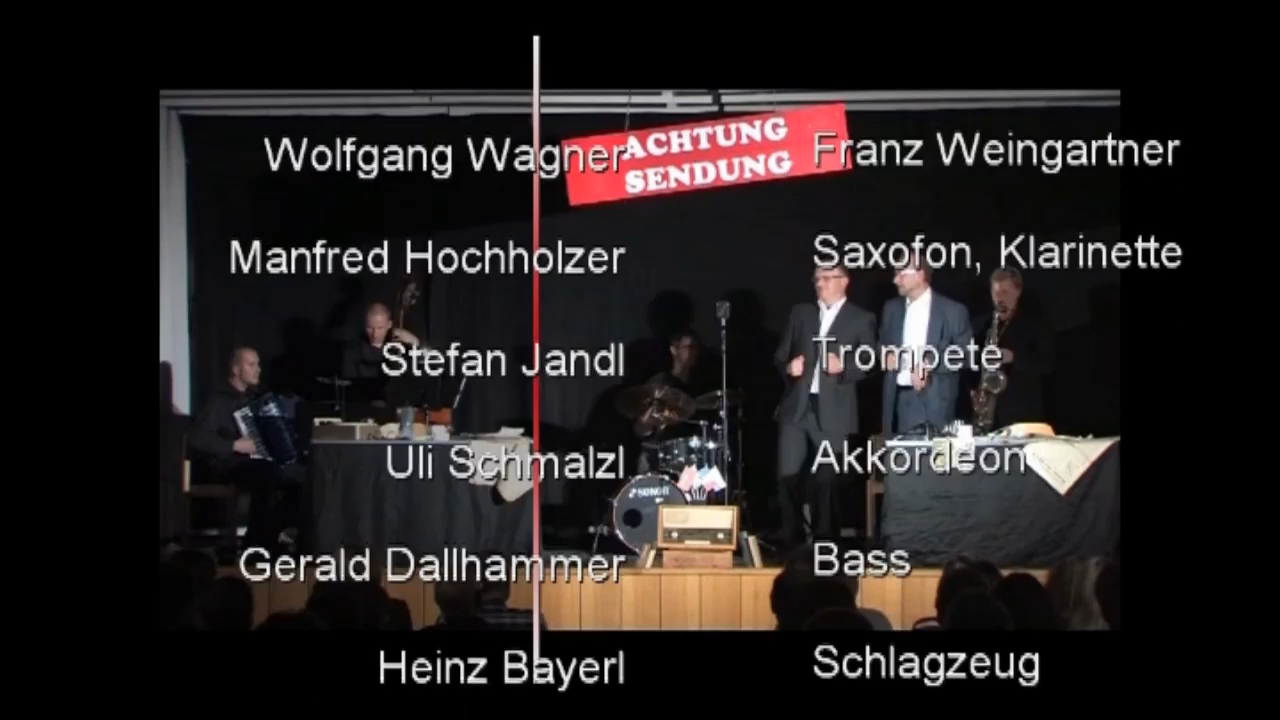 ACHTUNG
SENDUNG
Wolfgang Wagner Franz Weingartner
Manfred Hochholzer Saxofon, Klarinette
Stefan Jandl Trompete
Uli Schmalzl Akkordeon
Gerald Dallhammer Bass
Heinz Bayerl Schlagzeug
SONOR